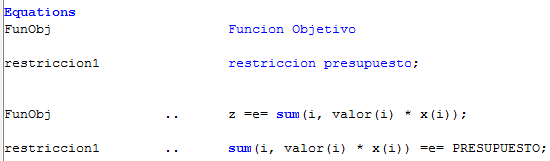 Equations
FunObj Funcion Objetivo
restriccion1 restriccion presupuesto;
FunObj .. z =e= sum(i, valor(i) * x(i));
restriccion1 .. sum(i, valor(i) * x(i)) =e= PRESUPUESTO;